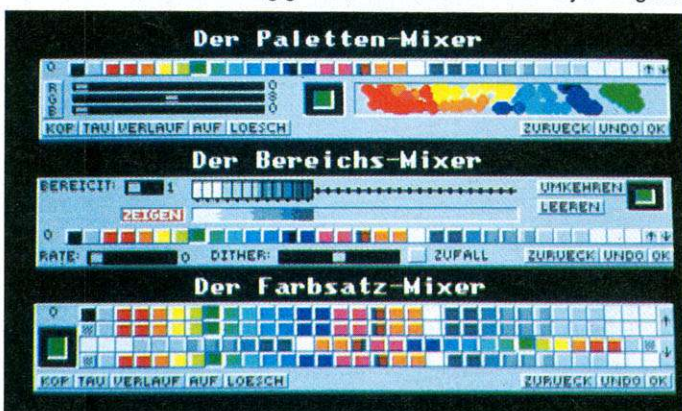 Der Paletten-Mixer
0
R 0
G 8
B 0
KOP TAU VERLAUF AUF LOESCH ZURUECK UNDO OK
Der Bereichs-Mixer
BEREICH: 1 UMKEHREN
ZEIGEN LEEREN
0
RATE: 0 DITHER: ZUFALL ZURUECK UNDO OK
Der Farbsatz-Mixer
0
KOP TAU VERLAUF AUF LOESCH ZURUECK UNDO OK